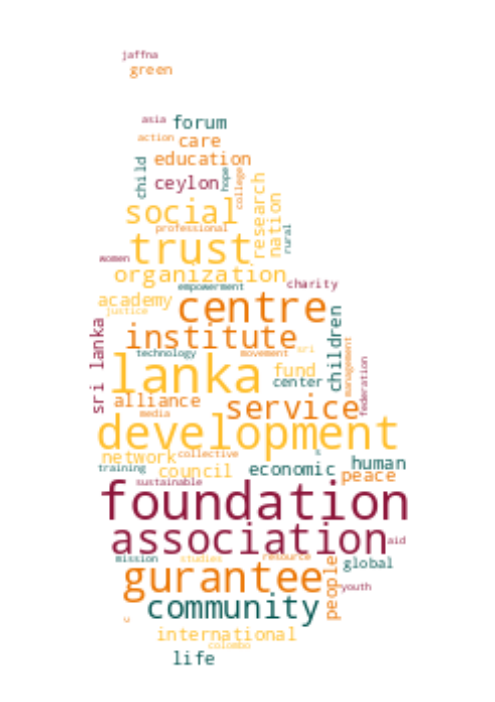 jaffna
green
asia forum
action care
child education
ceylon hope college
social research nation
professional rural
trust
women
organization
empowerment charity
academy centre
justice
sri lanka institute children
technology movement sri management
lanka fund federation
center
alliance service
media
development
network collective s human
training council economic peace
sustainable
foundation
association aid
mission studies resource global
gurantee people youth
community
u
international
colombo
life